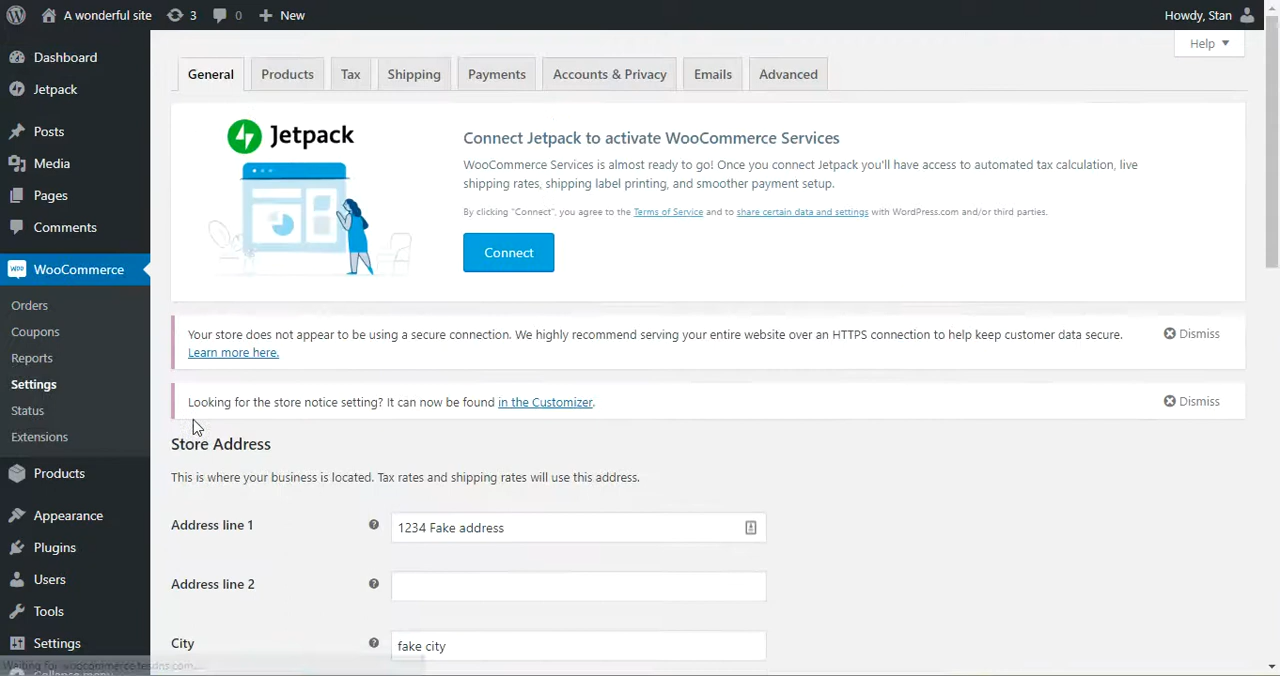 A wonderful site 3 0 New
Howdy, Stan
Help
Dashboard
Jetpack
Posts
Media
Pages
Comments
WooCommerce
Orders
Coupons
Reports
Settings
Status
Extensions
Products
Appearance
Plugins
Users
Tools
Settings
Collapse menu
General Products Tax Shipping Payments Accounts & Privacy Emails Advanced
Jetpack
Connect Jetpack to activate WooCommerce Services
WooCommerce Services is almost ready to go! Once you connect Jetpack you'll have access to automated tax calculation, live
shipping rates, shipping label printing, and smoother payment setup.
By clicking "Connect", you agree to the Terms of Service and to share certain data and settings with WordPress.com and/or third parties.
Connect
Your store does not appear to be using a secure connection. We highly recommend serving your entire website over an HTTPS connection to help keep customer data secure.
Learn more here.
Dismiss
Looking for the store notice setting? It can now be found in the Customizer.
Dismiss
Store Address
This is where your business is located. Tax rates and shipping rates will use this address.
Address line 1
1234 Fake address
Address line 2
City
fake city